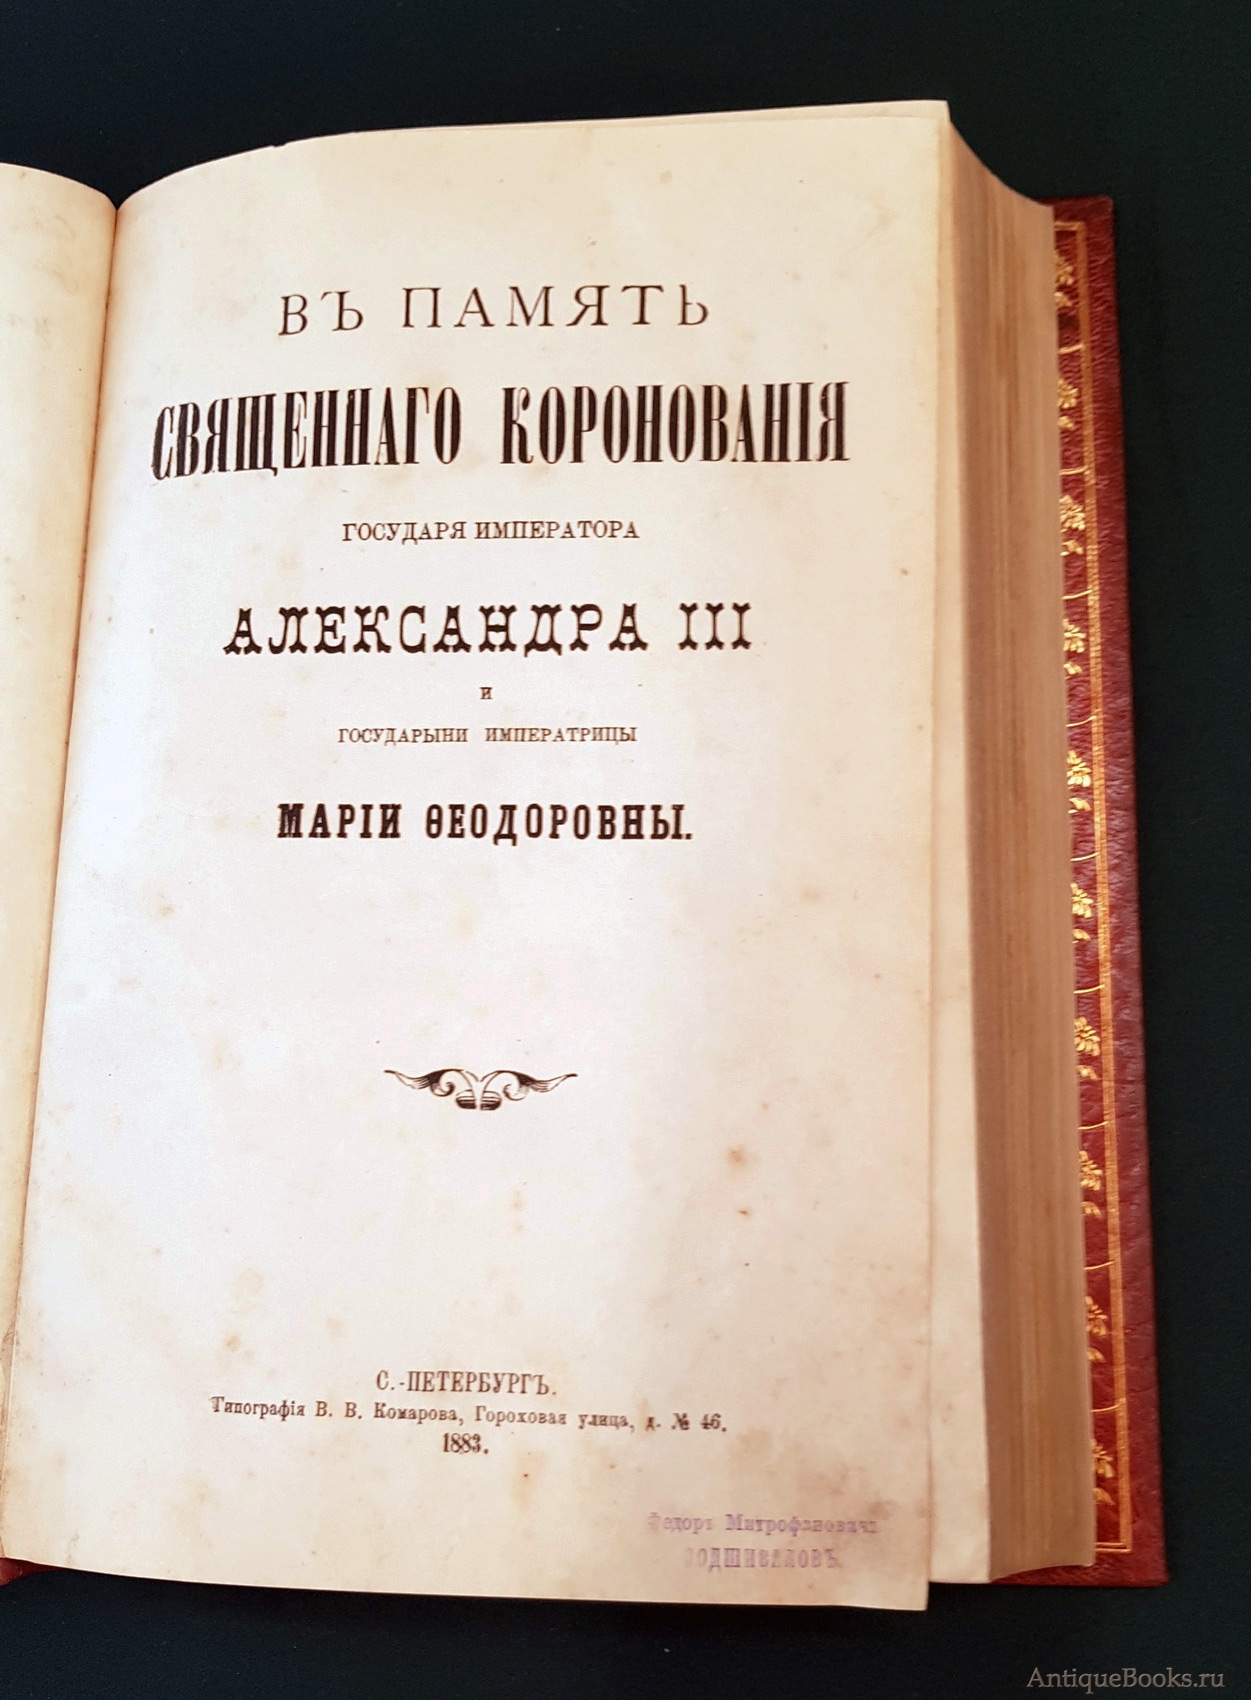 ВЪ ПАМЯТЬ
СВЯЩЕННАГО КОРОНОВАНІЯ
ГОСУДАРЯ ИМПЕРАТОРА
АЛЕКСАНДРА III
И
ГОСУДАРЫНИ ИМПЕРАТРИЦЫ
МАРІИ ѲЕОДОРОВНЫ.
С.-ПЕТЕРБУРГЪ.
Типографія В. В. Комарова, Гороховая улица, д. № 46.
1883.
Федоръ Митрофановичъ
ПОДШИВАЛОВЪ
AntiqueBooks.ru